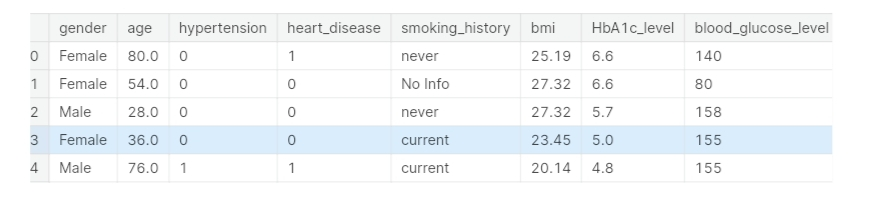 gender age hypertension heart_disease smoking_history bmi HbA1c_level blood_glucose_level
0 Female 80.0 0 1 never 25.19 6.6 140
1 Female 54.0 0 0 No Info 27.32 6.6 80
2 Male 28.0 0 0 never 27.32 5.7 158
3 Female 36.0 0 0 current 23.45 5.0 155
4 Male 76.0 1 1 current 20.14 4.8 155